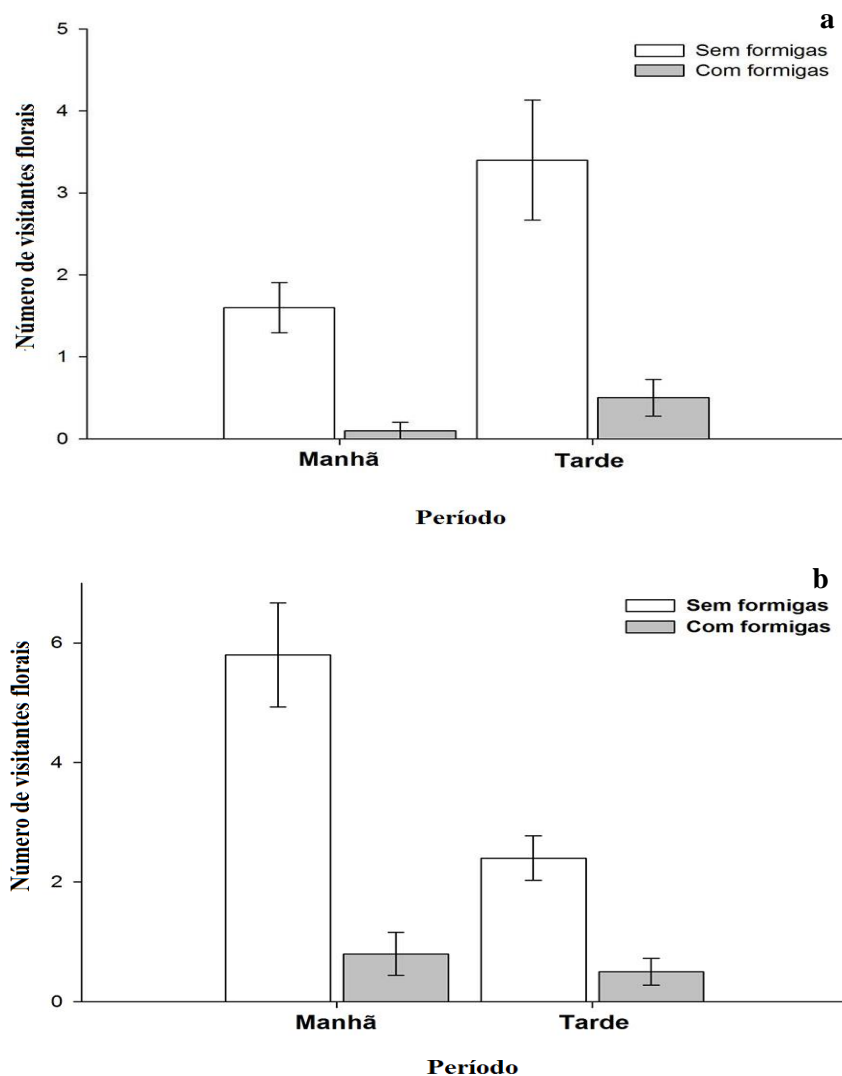 a
5
Sem formigas
Com formigas
4
3
2
1
0
Número de visitantes florais
Manhã
Tarde
Período
b
Sem formigas
Com formigas
6
4
2
0
Número de visitantes florais
Manhã
Tarde
Período